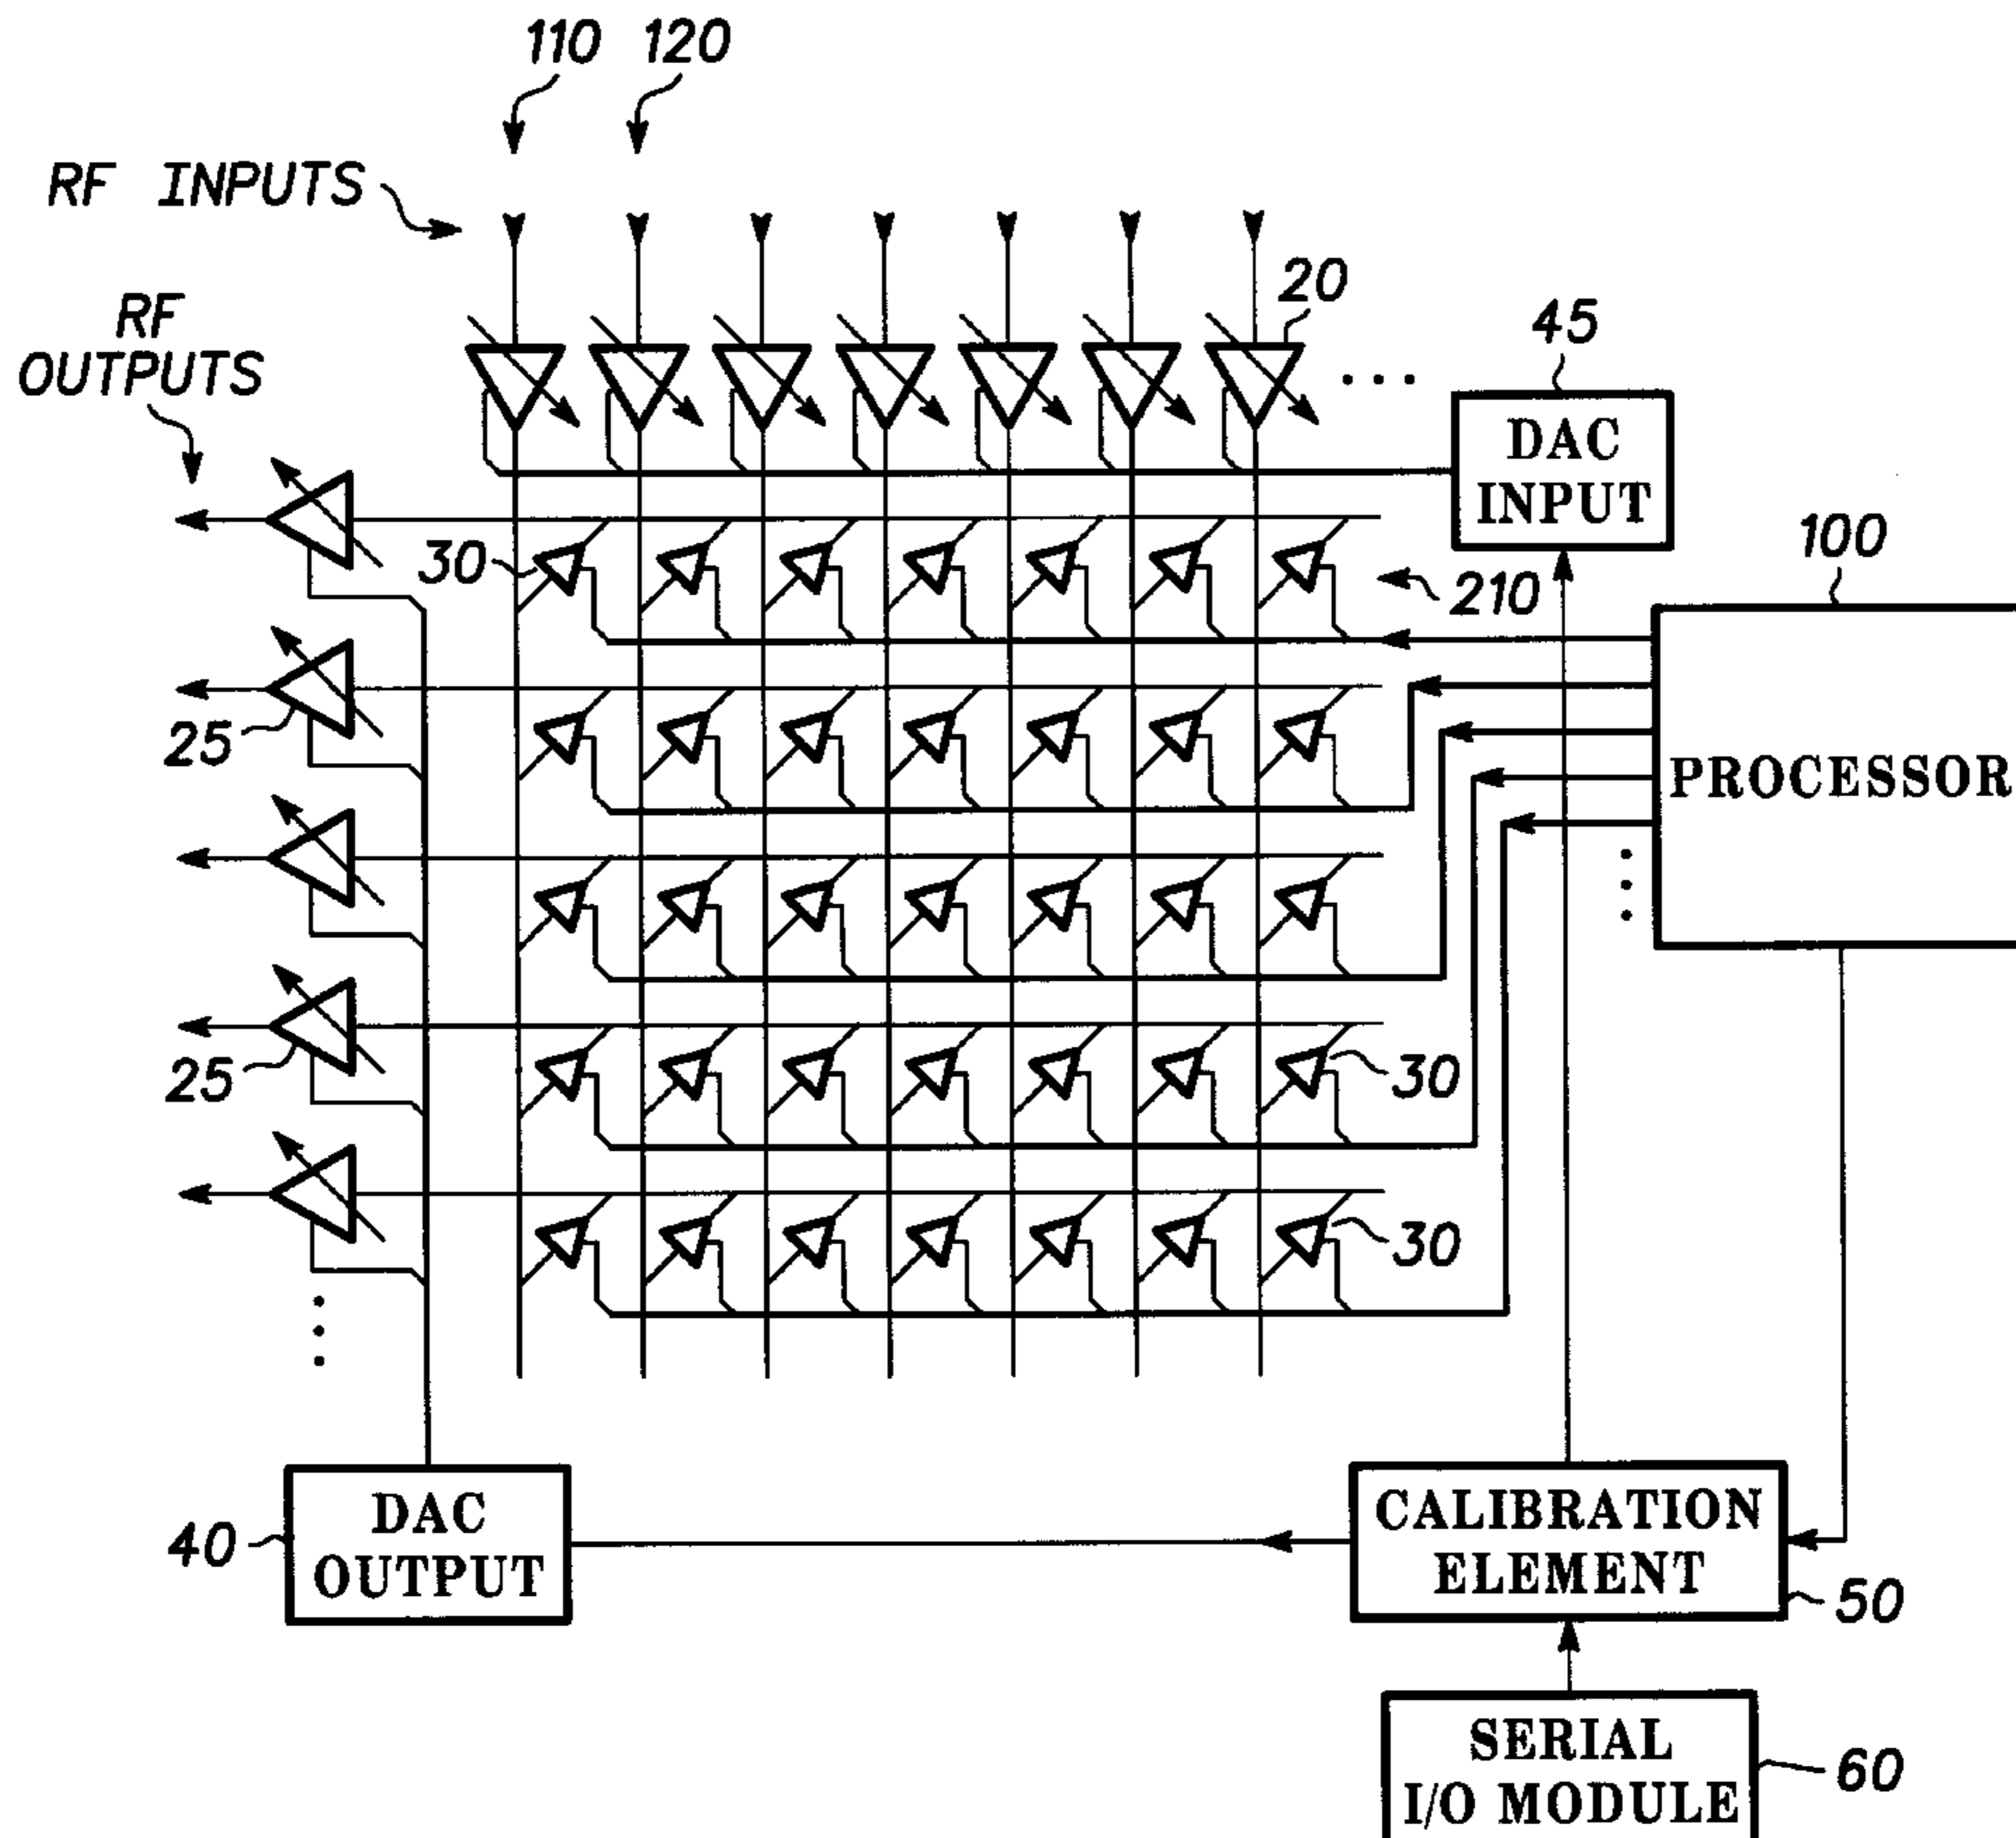 110 120
RF INPUTS
RF
OUTPUTS
20
45
DAC
INPUT
30
210
100
PROCESSOR
25
25
30
30
40
DAC
OUTPUT
CALIBRATION
ELEMENT
50
SERIAL
I/O MODULE
60